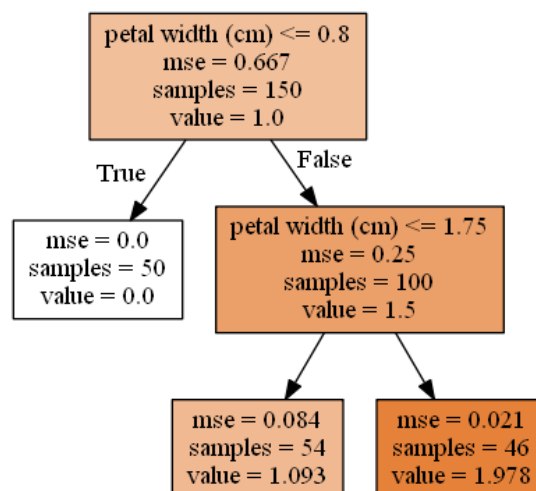 petal width (cm) <= 0.8
mse = 0.667
samples = 150
value = 1.0
True
False
mse = 0.0
samples = 50
value = 0.0
petal width (cm) <= 1.75
mse = 0.25
samples = 100
value = 1.5
mse = 0.084
samples = 54
value = 1.093
mse = 0.021
samples = 46
value = 1.978